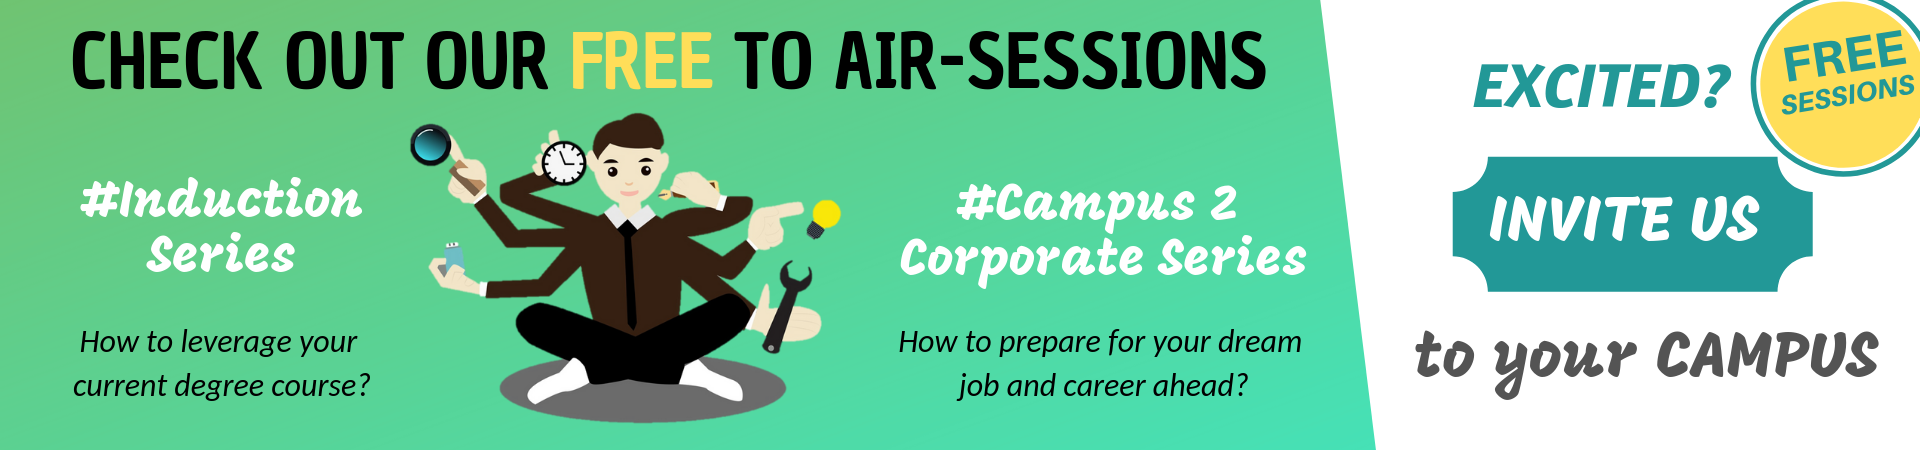 CHECK OUT OUR FREE TO AIR-SESSIONS
#Induction
Series
How to leverage your
current degree course?
#Campus 2
Corporate Series
How to prepare for your dream
job and career ahead?
EXCITED?
FREE
SESSIONS
INVITE US
to your CAMPUS